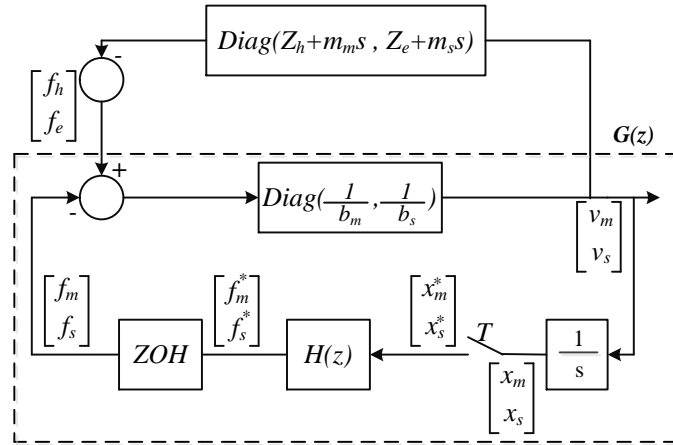 Diag(Z_h+m_m s , Z_e+m_s s)
-
[f_h
f_e]
G(z)
+
-
Diag(1/b_m, 1/b_s)
[v_m
v_s]
[f_m
f_s]
[f_m^*
f_s^*]
[x_m^*
x_s^*]
ZOH
H(z)
T
1/s
[x_m
x_s]